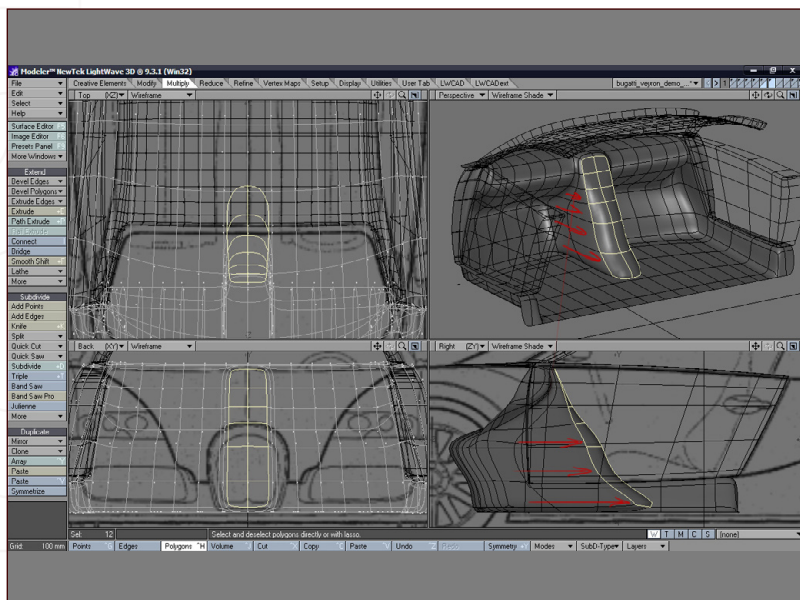 Modeler™ NewTek LightWave 3D ® 9.3.1 (Win32)
File Creative Elements Modify Multiply Reduce Refine Vertex Maps Setup Display Utilities User Tab LWCAD LWCADext bugatti_veyron_demo_...* 1
Edit
Select
Help
Surface Editor
Image Editor
Presets Panel
More Windows
Top (XZ) Wireframe
Perspective Wireframe Shade
Extend
Bevel Edges
Bevel Polygons
Extrude Edges
Extrude
Path Extrude
Rail Extrude
Connect
Bridge
Smooth Shift
Lathe
More
Subdivide
Add Points
Add Edges
Knife
Split
Quick Cut
Quick Saw
Subdivide
Triple
Band Saw
Band Saw Pro
Julienne
More
Back (XY) Wireframe
Right (ZY) Wireframe Shade
Duplicate
Mirror
Clone
Array
Paste
Paste
Symmetrize
Sel: 12 Select and deselect polygons directly or with lasso. W T M C S (none)
Grid: 100 mm Points Edges Polygons ^H Volume Cut Copy Paste Undo Redo Symmetry Modes SubD-Type Layers